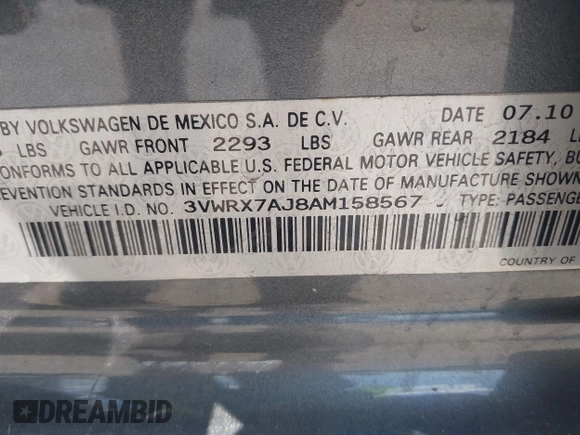 BY VOLKSWAGEN DE MEXICO S.A. DE C.V. DATE 07.10
LBS GAWR FRONT 2293 LBS GAWR REAR 2184
CONFORMS TO ALL APPLICABLE U.S. FEDERAL MOTOR VEHICLE SAFETY,
EVENTION STANDARDS IN EFFECT ON THE DATE OF MANUFACTURE SHOWN
VEHICLE I.D. NO. 3VWRX7AJ8AM158567 TYPE: PASSENGE
COUNTRY OF
DREAMBID